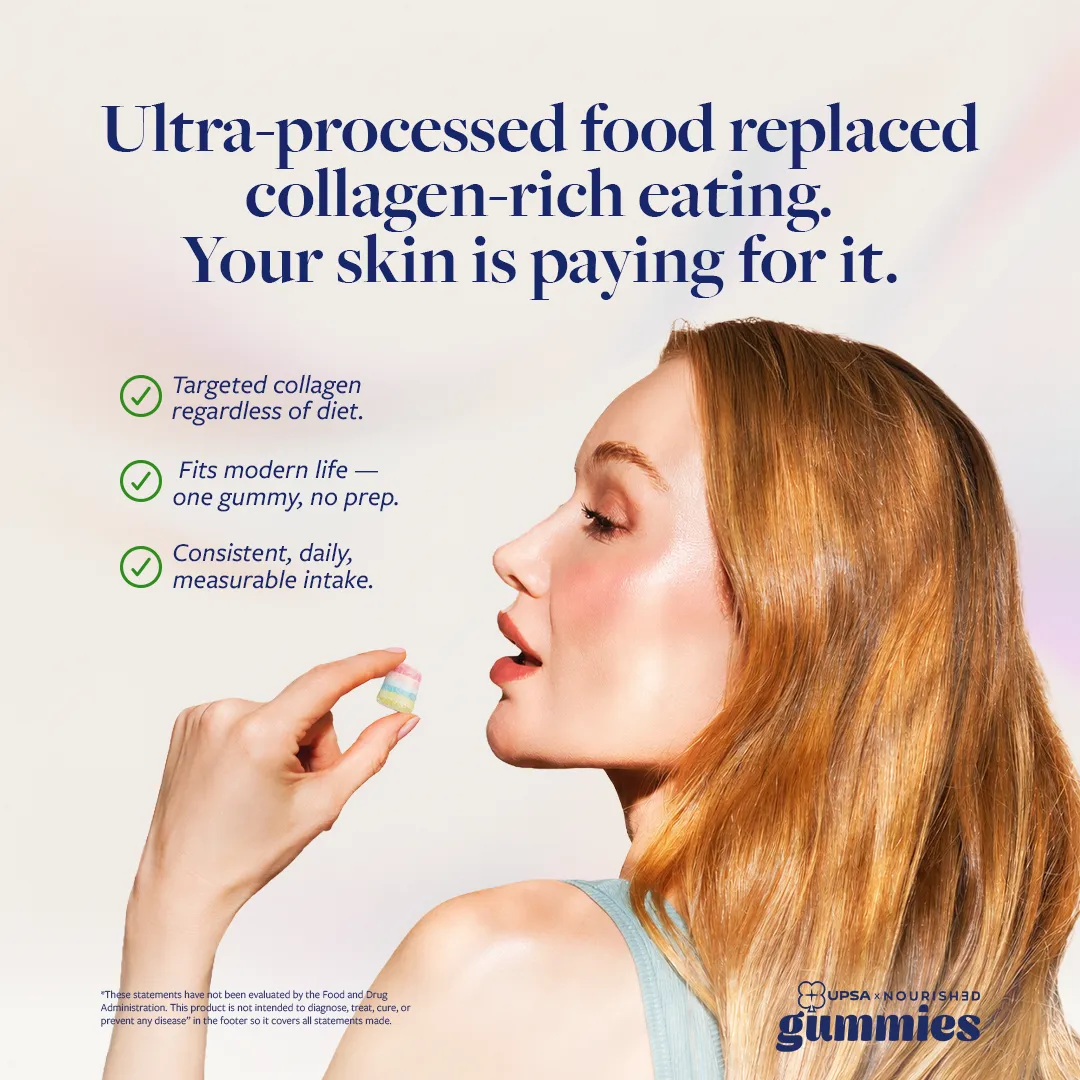 Ultra-processed food replaced
collagen-rich eating.
Your skin is paying for it.
Targeted collagen
regardless of diet.
Fits modern life —
one gummy, no prep.
Consistent, daily,
measurable intake.
"These statements have not been evaluated by the Food and Drug
Administration. This product is not intended to diagnose, treat, cure, or
prevent any disease” in the footer so it covers all statements made.
UPSA x NOURISHƎD
gummies